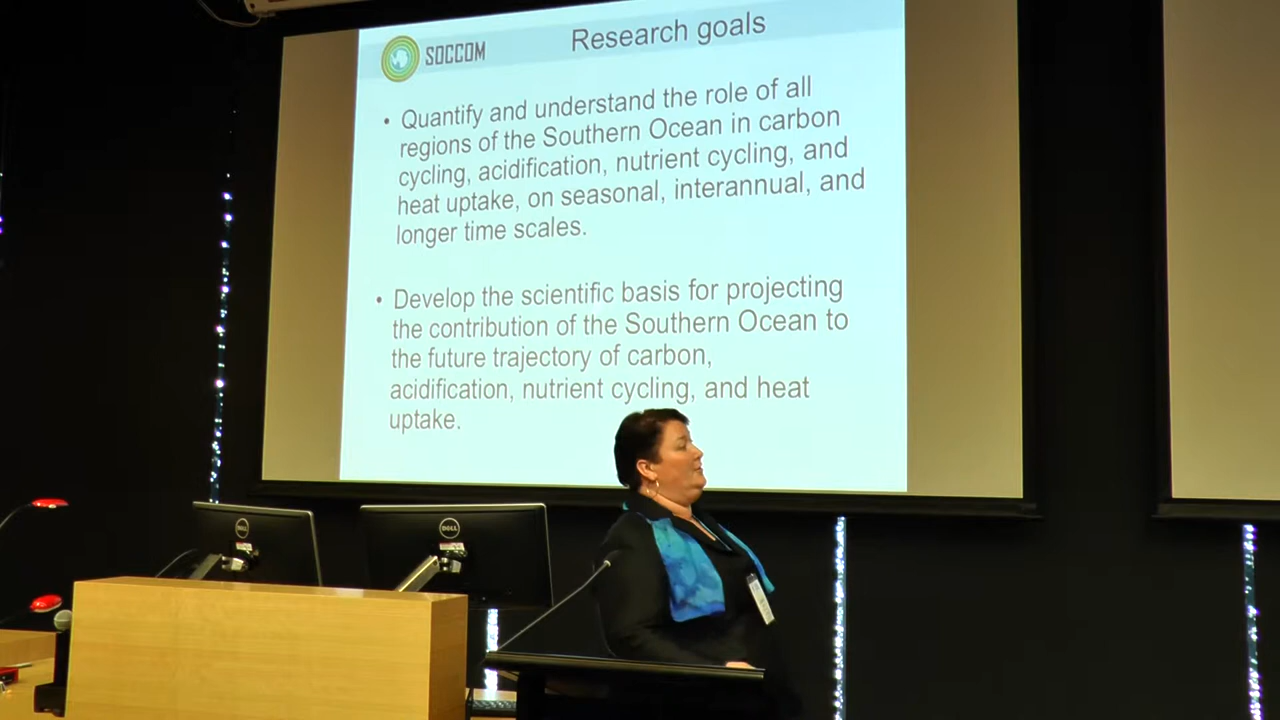 SOCCOM
Research goals
• Quantify and understand the role of all
regions of the Southern Ocean in carbon
cycling, acidification, nutrient cycling, and
heat uptake, on seasonal, interannual, and
longer time scales.
• Develop the scientific basis for projecting
the contribution of the Southern Ocean to
the future trajectory of carbon,
acidification, nutrient cycling, and heat
uptake.
DELL
DELL